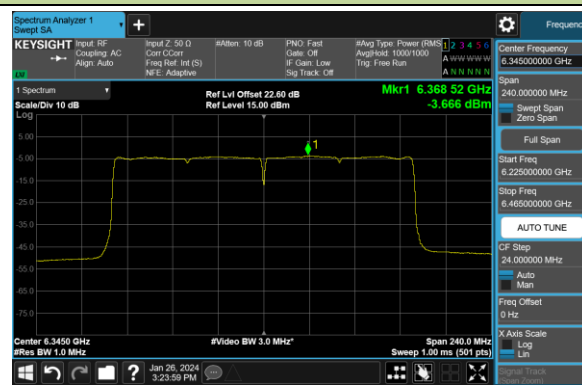 Spectrum Analyzer 1
Swept SA
Frequency
KEYSIGHT
Input: RF
Coupling: AC
Align: Auto
Input Z: 50 Ω
Corr CCorr
Freq Ref: Int (S)
NFE: Adaptive
#Atten: 10 dB
PNO: Fast
Gate: Off
IF Gain: Low
Sig Track: Off
#Avg Type: Power (RMS)
Avg|Hold: 1000/1000
Trig: Free Run
1 2 3 4 5 6
A W W W W W
A N N N N N
LXI
1 Spectrum
Scale/Div 10 dB
Log
Ref Lvl Offset 22.60 dB
Ref Level 15.00 dBm
Mkr1 6.368 52 GHz
-3.666 dBm
1
5.00
-5.00
-15.0
-25.0
-35.0
-45.0
-55.0
-65.0
-75.0
Center 6.3450 GHz
#Res BW 1.0 MHz
#Video BW 3.0 MHz*
Span 240.0 MHz
Sweep 1.00 ms (501 pts)
Center Frequency
6.345000000 GHz
Span
240.000000 MHz
Swept Span
Zero Span
Full Span
Start Freq
6.225000000 GHz
Stop Freq
6.465000000 GHz
AUTO TUNE
CF Step
24.000000 MHz
Auto
Man
Freq Offset
0 Hz
X Axis Scale
Log
Lin
Signal Track
(Span Zoom)
Jan 26, 2024
3:23:59 PM